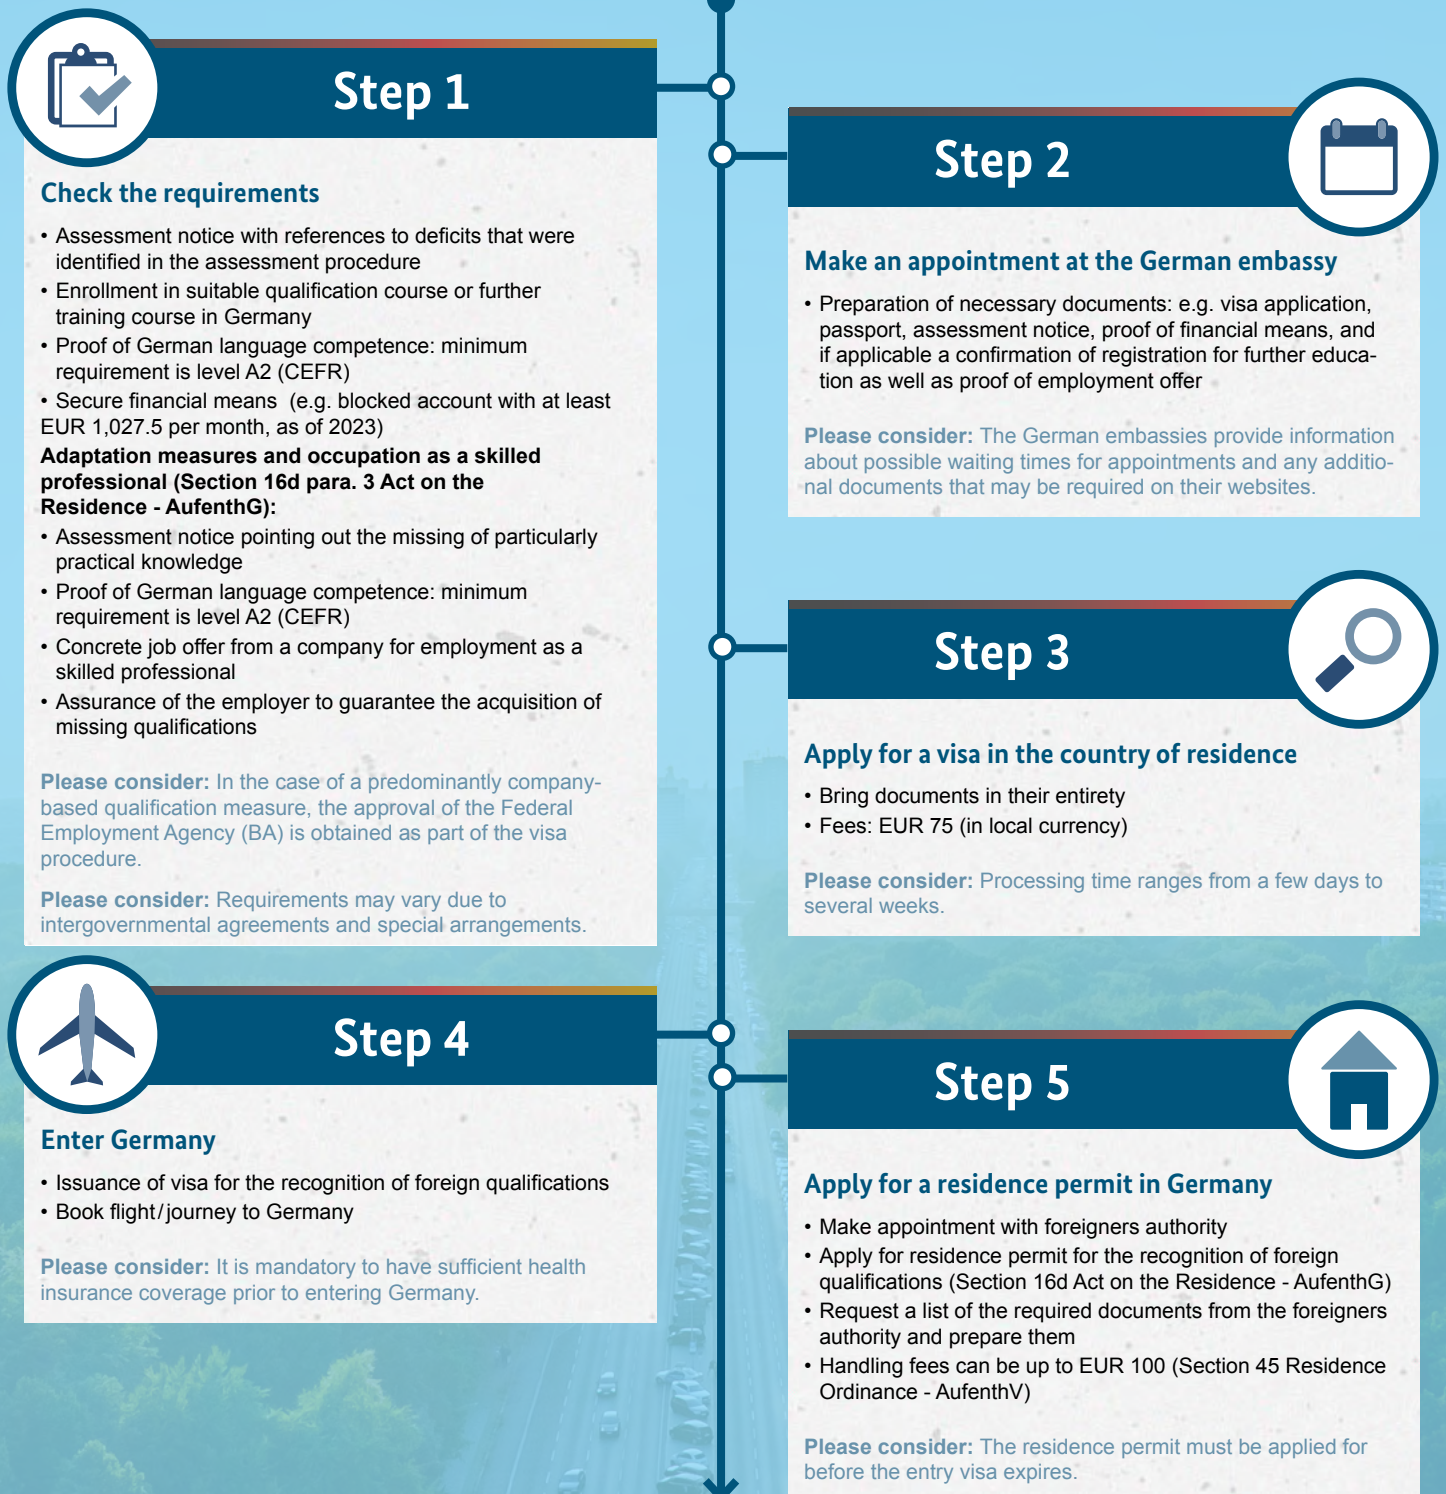 Step 1
Check the requirements
• Assessment notice with references to deficits that were
identified in the assessment procedure
• Enrollment in suitable qualification course or further
training course in Germany
• Proof of German language competence: minimum
requirement is level A2 (CEFR)
• Secure financial means  (e.g. blocked account with at least
EUR 1,027.5 per month, as of 2023)
Adaptation measures and occupation as a skilled
professional (Section 16d para. 3 Act on the
Residence - AufenthG):
• Assessment notice pointing out the missing of particularly
practical knowledge
• Proof of German language competence: minimum
requirement is level A2 (CEFR)
• Concrete job offer from a company for employment as a
skilled professional
• Assurance of the employer to guarantee the acquisition of
missing qualifications
Please consider: In the case of a predominantly company-
based qualification measure, the approval of the Federal
Employment Agency (BA) is obtained as part of the visa
procedure.
Please consider: Requirements may vary due to
intergovernmental agreements and special arrangements.
Step 2
Make an appointment at the German embassy
• Preparation of necessary documents: e.g. visa application,
passport, assessment notice, proof of financial means, and
if applicable a confirmation of registration for further educa-
tion as well as proof of employment offer
Please consider: The German embassies provide information
about possible waiting times for appointments and any additio-
nal documents that may be required on their websites.
Step 3
Apply for a visa in the country of residence
• Bring documents in their entirety
• Fees: EUR 75 (in local currency)
Please consider: Processing time ranges from a few days to
several weeks.
Step 4
Enter Germany
• Issuance of visa for the recognition of foreign qualifications
• Book flight/journey to Germany
Please consider: It is mandatory to have sufficient health
insurance coverage prior to entering Germany.
Step 5
Apply for a residence permit in Germany
• Make appointment with foreigners authority
• Apply for residence permit for the recognition of foreign
qualifications (Section 16d Act on the Residence - AufenthG)
• Request a list of the required documents from the foreigners
authority and prepare them
• Handling fees can be up to EUR 100 (Section 45 Residence
Ordinance - AufenthV)
Please consider: The residence permit must be applied for
before the entry visa expires.